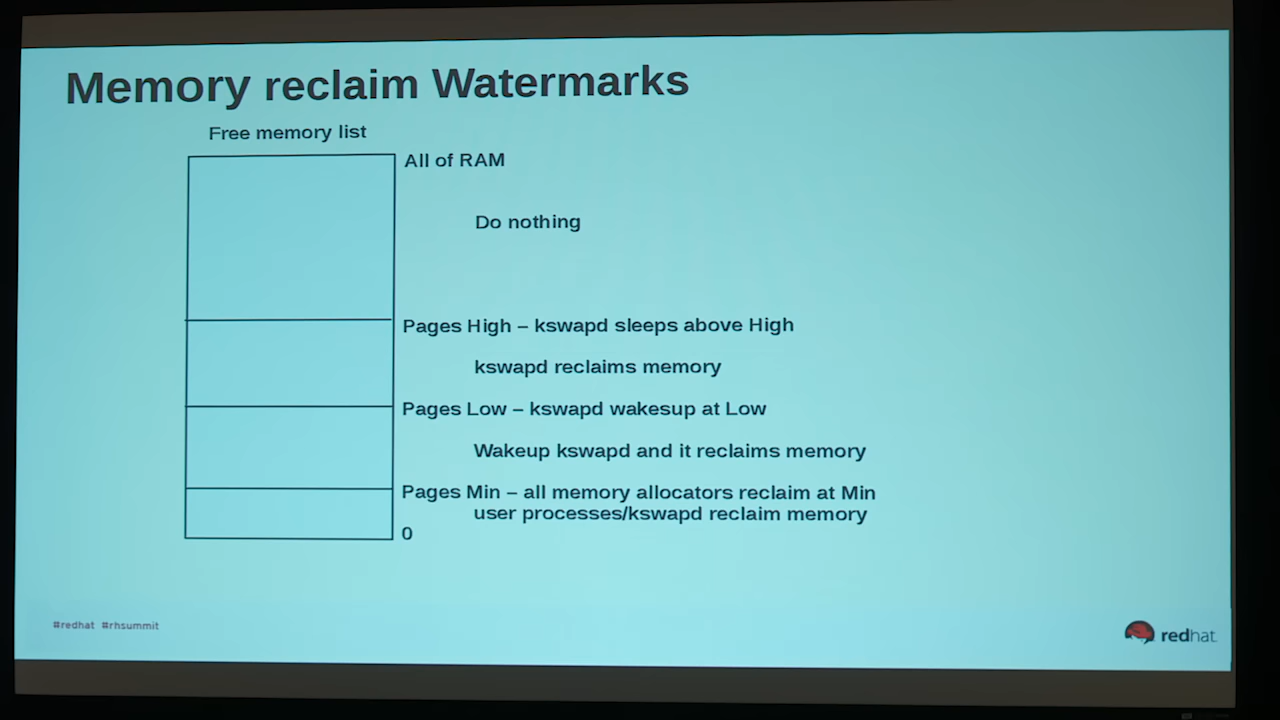 Memory reclaim Watermarks
Free memory list
All of RAM
Do nothing
Pages High – kswapd sleeps above High
kswapd reclaims memory
Pages Low – kswapd wakesup at Low
Wakeup kswapd and it reclaims memory
Pages Min – all memory allocators reclaim at Min
user processes/kswapd reclaim memory
0
#redhat #rhsummit
redhat